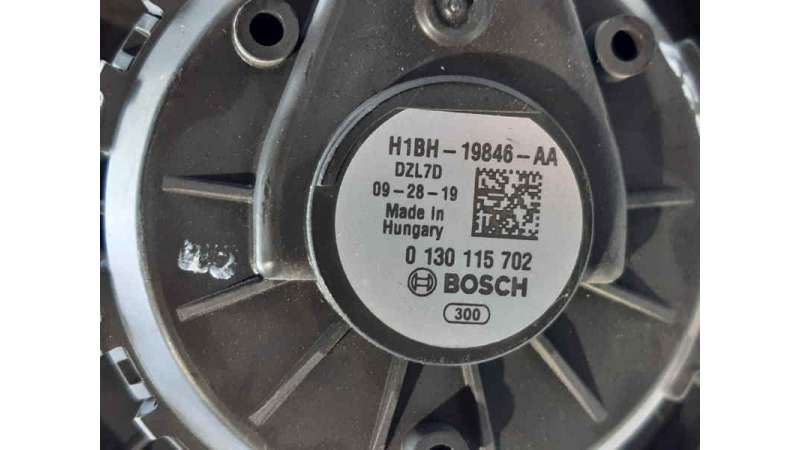 H1BH-19846-AA
DZL7D
09-28-19
Made in
Hungary
0 130 115 702
BOSCH
300